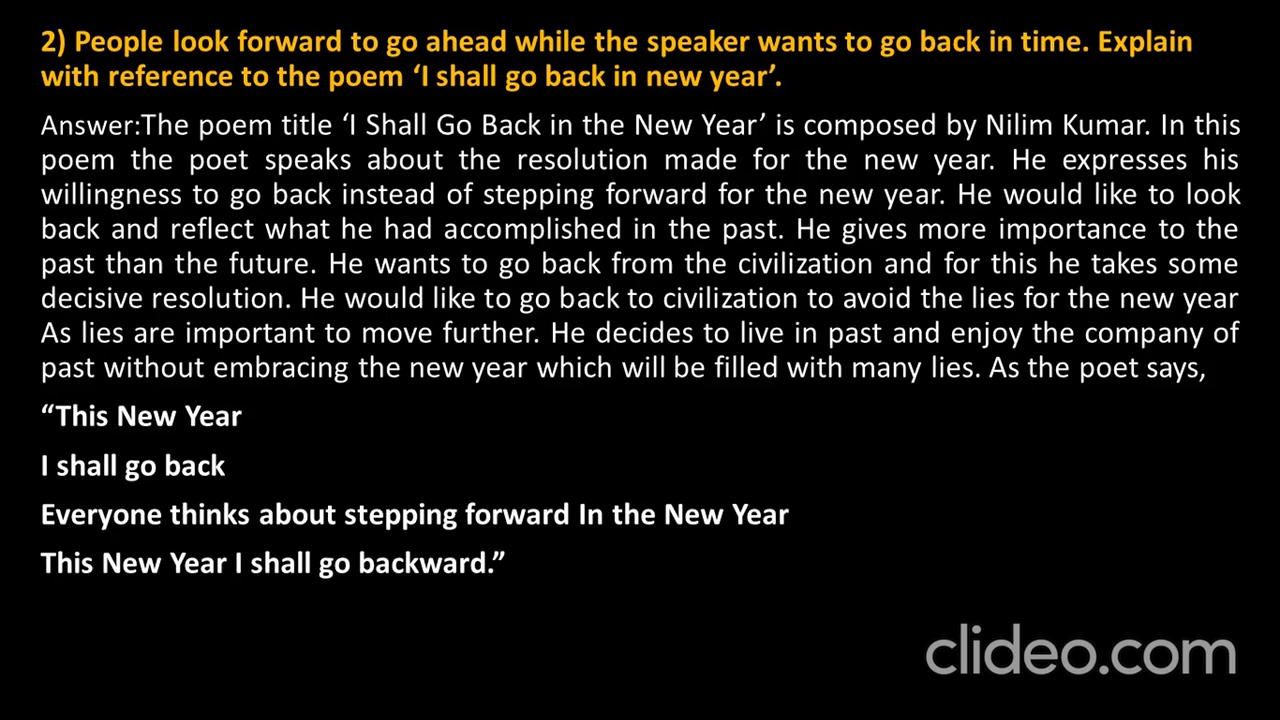 2) People look forward to go ahead while the speaker wants to go back in time. Explain
with reference to the poem ‘I shall go back in new year’.
Answer:The poem title ‘I Shall Go Back in the New Year’ is composed by Nilim Kumar. In this
poem the poet speaks about the resolution made for the new year. He expresses his
willingness to go back instead of stepping forward for the new year. He would like to look
back and reflect what he had accomplished in the past. He gives more importance to the
past than the future. He wants to go back from the civilization and for this he takes some
decisive resolution. He would like to go back to civilization to avoid the lies for the new year
As lies are important to move further. He decides to live in past and enjoy the company of
past without embracing the new year which will be filled with many lies. As the poet says,
“This New Year
I shall go back
Everyone thinks about stepping forward In the New Year
This New Year I shall go backward.”
clideo.com